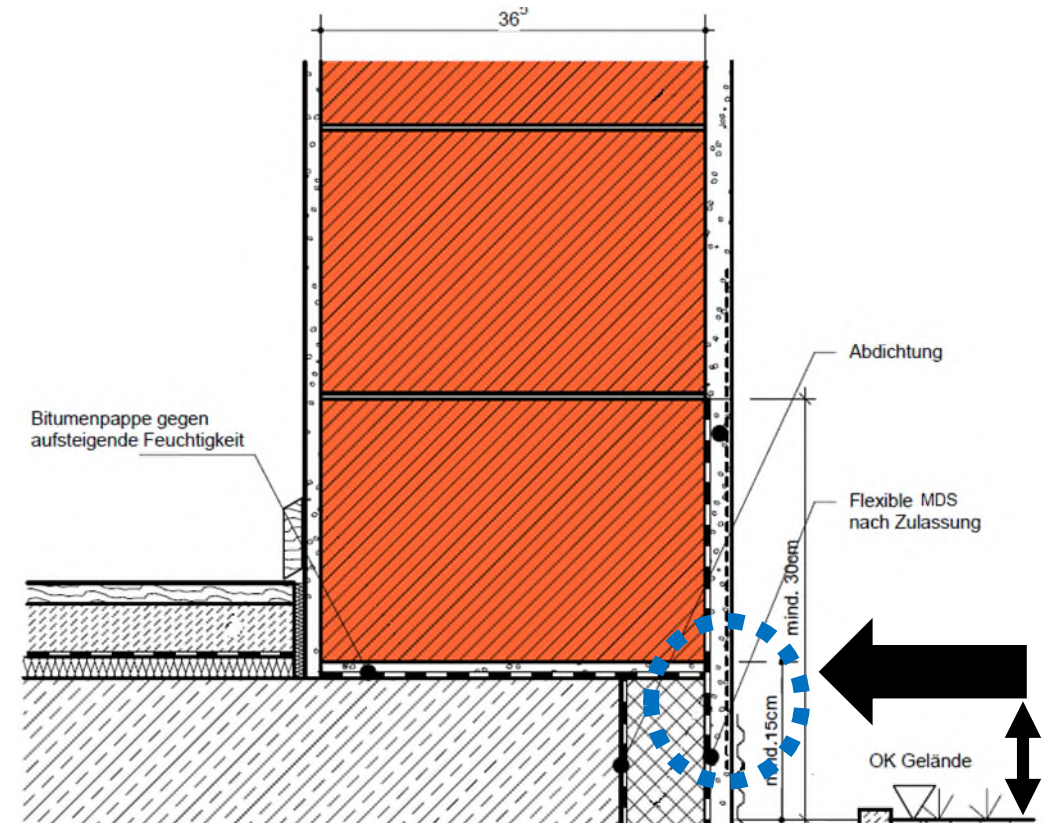 36⁵
Abdichtung
Bitumenpappe gegen
aufsteigende Feuchtigkeit
Flexible MDS
nach Zulassung
mind. 30cm
mind.15cm
OK Gelände